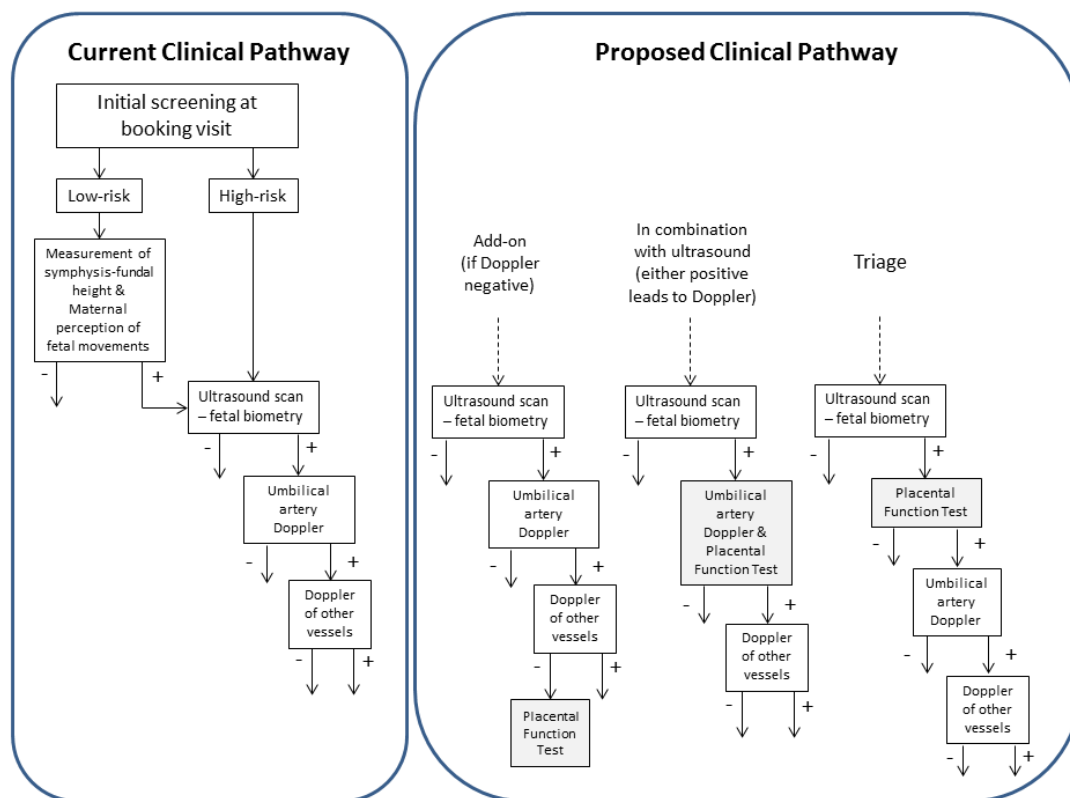 Current Clinical Pathway
Initial screening at
booking visit
Low-risk
High-risk
Measurement of
symphysis-fundal
height &
Maternal
perception of
fetal movements
-
+
Ultrasound scan
– fetal biometry
-
+
Umbilical
artery
Doppler
-
+
Doppler
of other
vessels
-
+
Proposed Clinical Pathway
Add-on
(if Doppler
negative)
Ultrasound scan
– fetal biometry
-
+
Umbilical
artery
Doppler
-
+
Doppler
of other
vessels
-
+
Placental
Function
Test
In combination
with ultrasound
(either positive
leads to Doppler)
Ultrasound scan
– fetal biometry
-
+
Umbilical
artery
Doppler &
Placental
Function Test
-
+
Doppler
of other
vessels
-
+
Triage
Ultrasound scan
– fetal biometry
-
+
Placental
Function Test
-
+
Umbilical
artery
Doppler
-
+
Doppler
of other
vessels
-
+